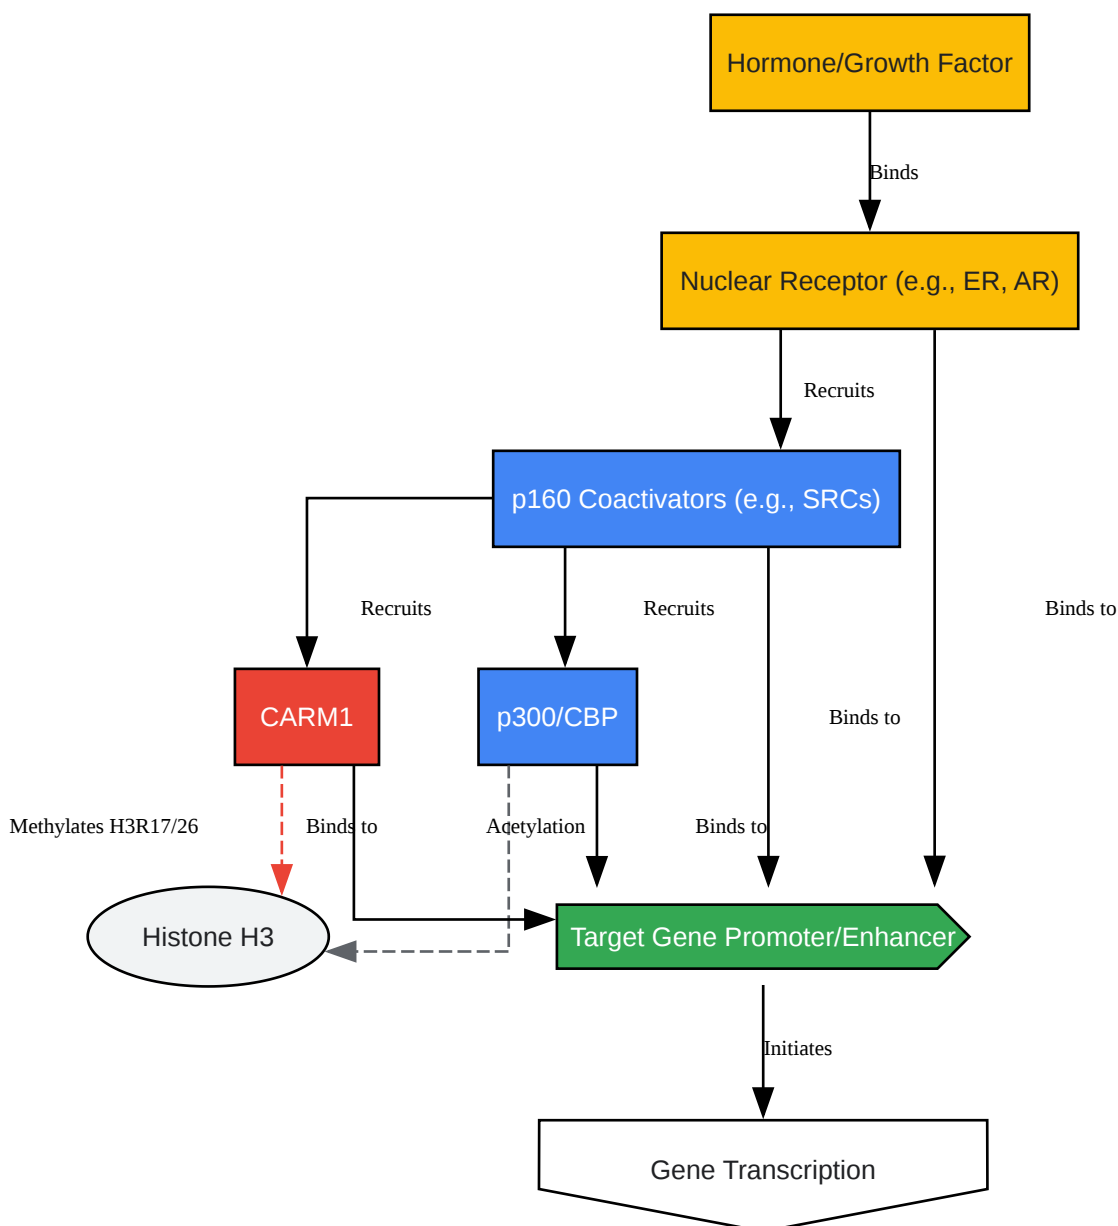 Hormone/Growth Factor
Binds
Nuclear Receptor (e.g., ER, AR)
Recruits
p160 Coactivators (e.g., SRCs)
Recruits
Recruits
Binds to
CARM1
p300/CBP
Binds to
Methylates H3R17/26
Binds to
Acetylation
Binds to
Histone H3
Target Gene Promoter/Enhancer
Initiates
Gene Transcription